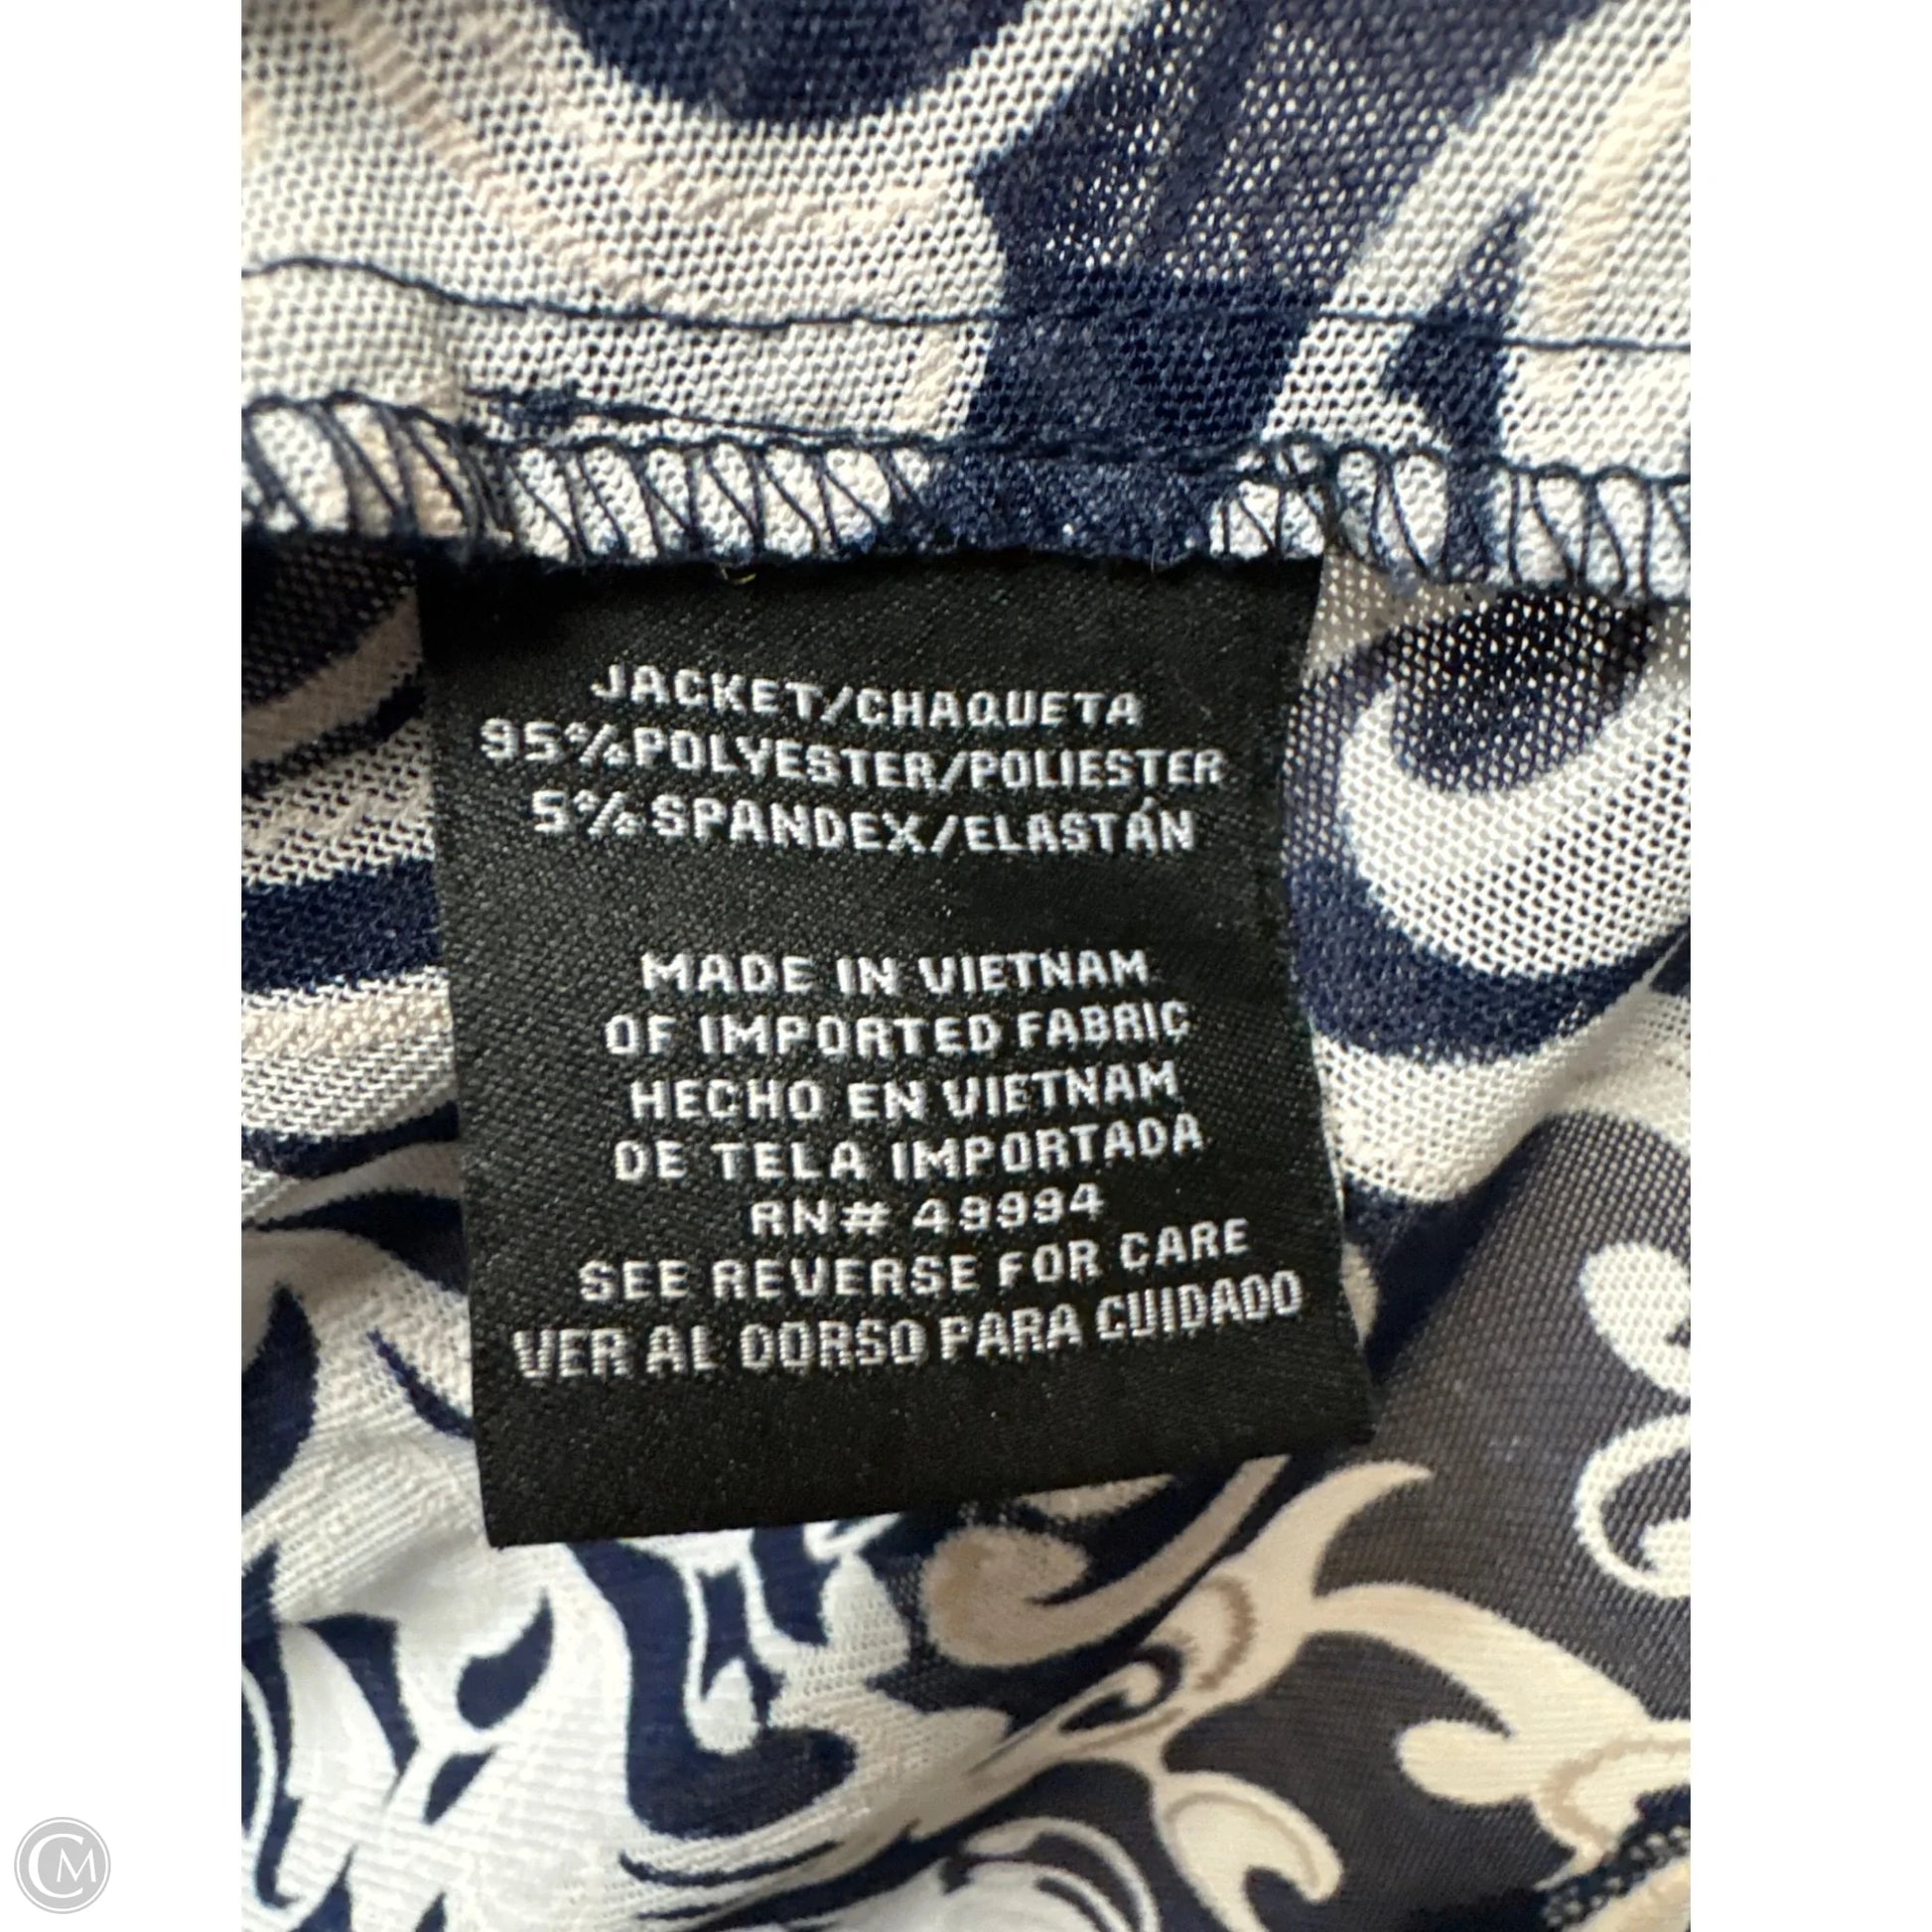 JACKET/CHAQUETA
95%POLYESTER/POLIESTER
5%SPANDEX/ELASTÁN
MADE IN VIETNAM
OF IMPORTED FABRIC
HECHO EN VIETNAM
DE TELA IMPORTADA
RN# 49994
SEE REVERSE FOR CARE
VER AL DORSO PARA CUIDADO
CM